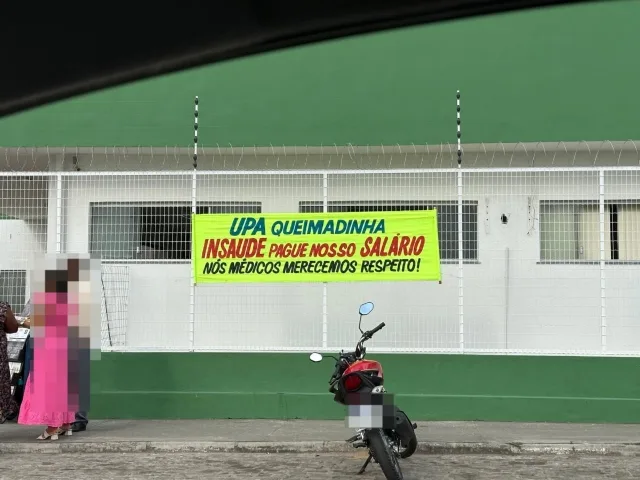 UPA QUEIMADINHA
INSAUDE PAGUE NOSSO SALÁRIO
NÓS MÉDICOS MERECEMOS RESPEITO!